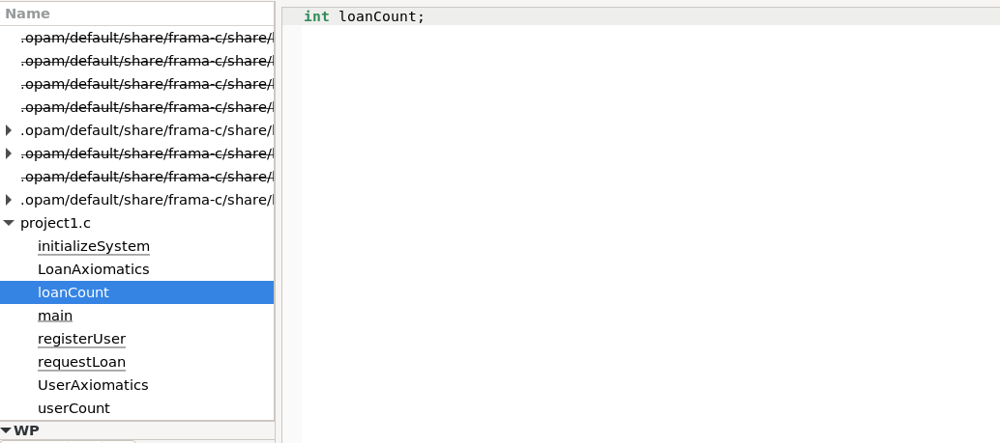 Name
.opam/default/share/frama-c/share/
.opam/default/share/frama-c/share/
.opam/default/share/frama-c/share/
.opam/default/share/frama-c/share/
.opam/default/share/frama-c/share/
.opam/default/share/frama-c/share/
.opam/default/share/frama-c/share/
.opam/default/share/frama-c/share/
project1.c
initializeSystem
LoanAxiomatics
loanCount
main
registerUser
requestLoan
UserAxiomatics
userCount
WP
int loanCount;